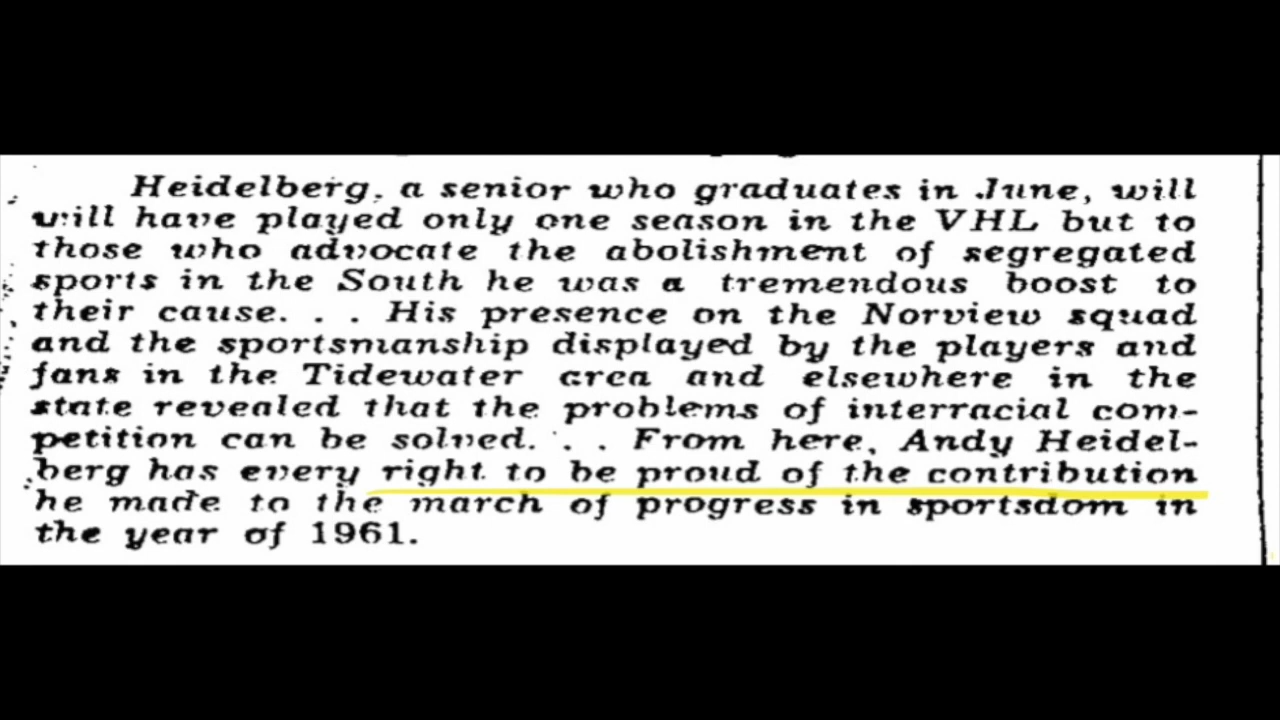 Heidelberg, a senior who graduates in June, will
will have played only one season in the VHL but to
those who advocate the abolishment of segregated
sports in the South he was a tremendous boost to
their cause. . . His presence on the Norview squad
and the sportsmanship displayed by the players and
fans in the Tidewater area and elsewhere in the
state revealed that the problems of interracial com-
petition can be solved. . . From here, Andy Heidel-
berg has every right to be proud of the contribution
he made to the march of progress in sportsdom in
the year of 1961.